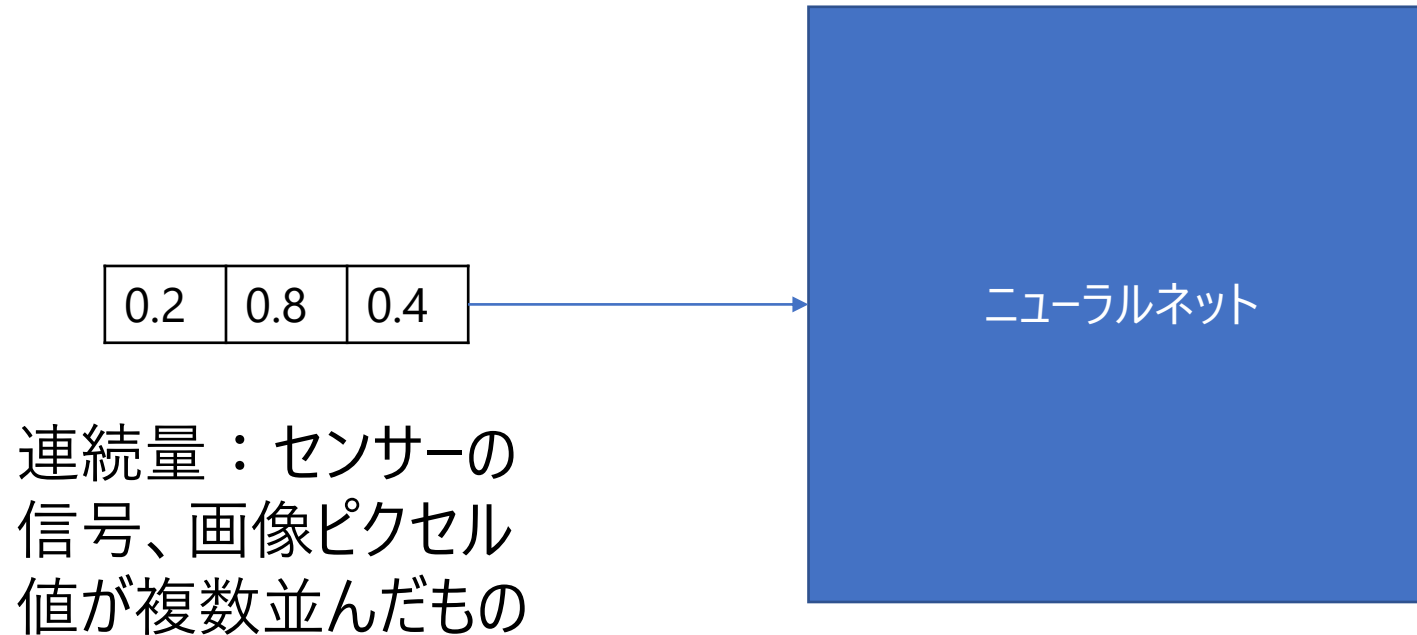 0.2 0.8 0.4
ニューラルネット
連続量：センサーの
信号、画像ピクセル
値が複数並んだもの